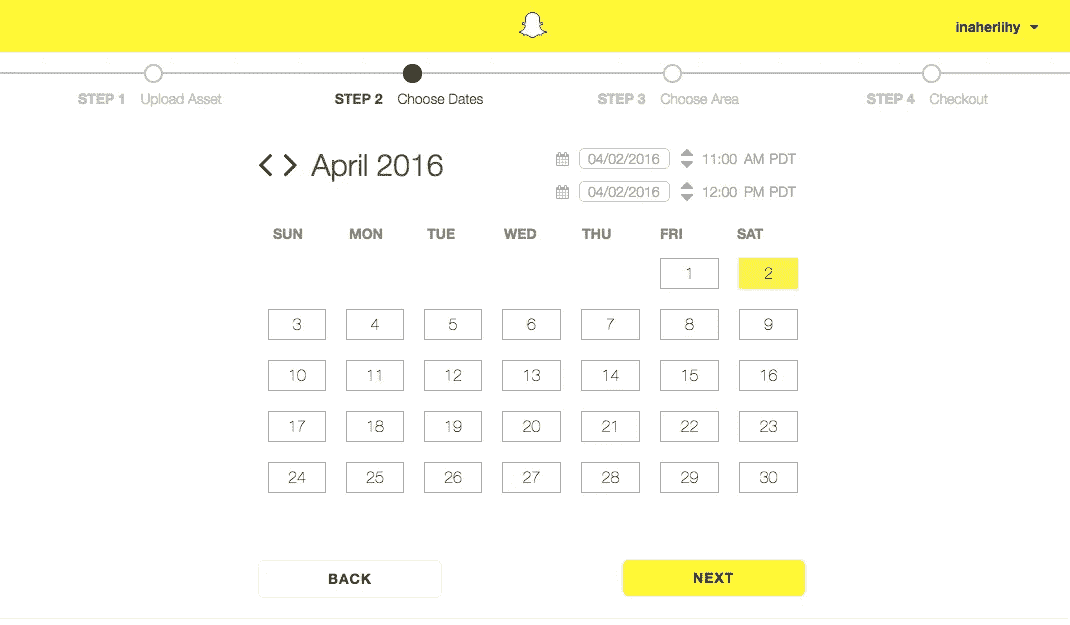 inaherlihy
STEP 1 Upload Asset STEP 2 Choose Dates STEP 3 Choose Area STEP 4 Checkout
April 2016
04/02/2016 11:00 AM PDT
04/02/2016 12:00 PM PDT
SUN MON TUE WED THU FRI SAT
1 2
3 4 5 6 7 8 9
10 11 12 13 14 15 16
17 18 19 20 21 22 23
24 25 26 27 28 29 30
BACK NEXT